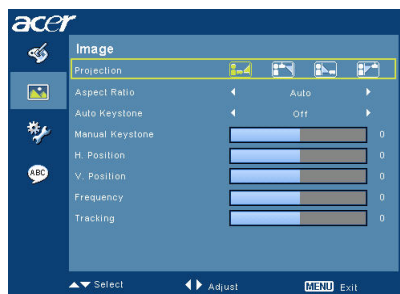 acer
Image
Projection
Aspect Ratio Auto
Auto Keystone Off
Manual Keystone 0
H. Position 0
V. Position 0
Frequency 0
Tracking 0
ABC
Select Adjust MENU Exit